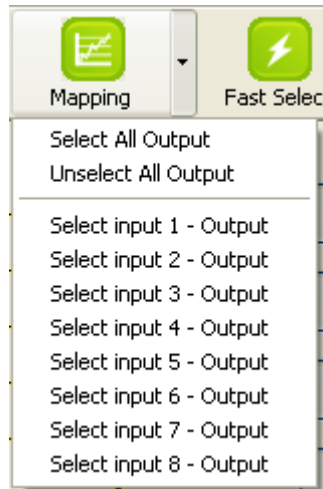 Mapping
Fast Selec
Select All Output
Unselect All Output
Select input 1 - Output
Select input 2 - Output
Select input 3 - Output
Select input 4 - Output
Select input 5 - Output
Select input 6 - Output
Select input 7 - Output
Select input 8 - Output